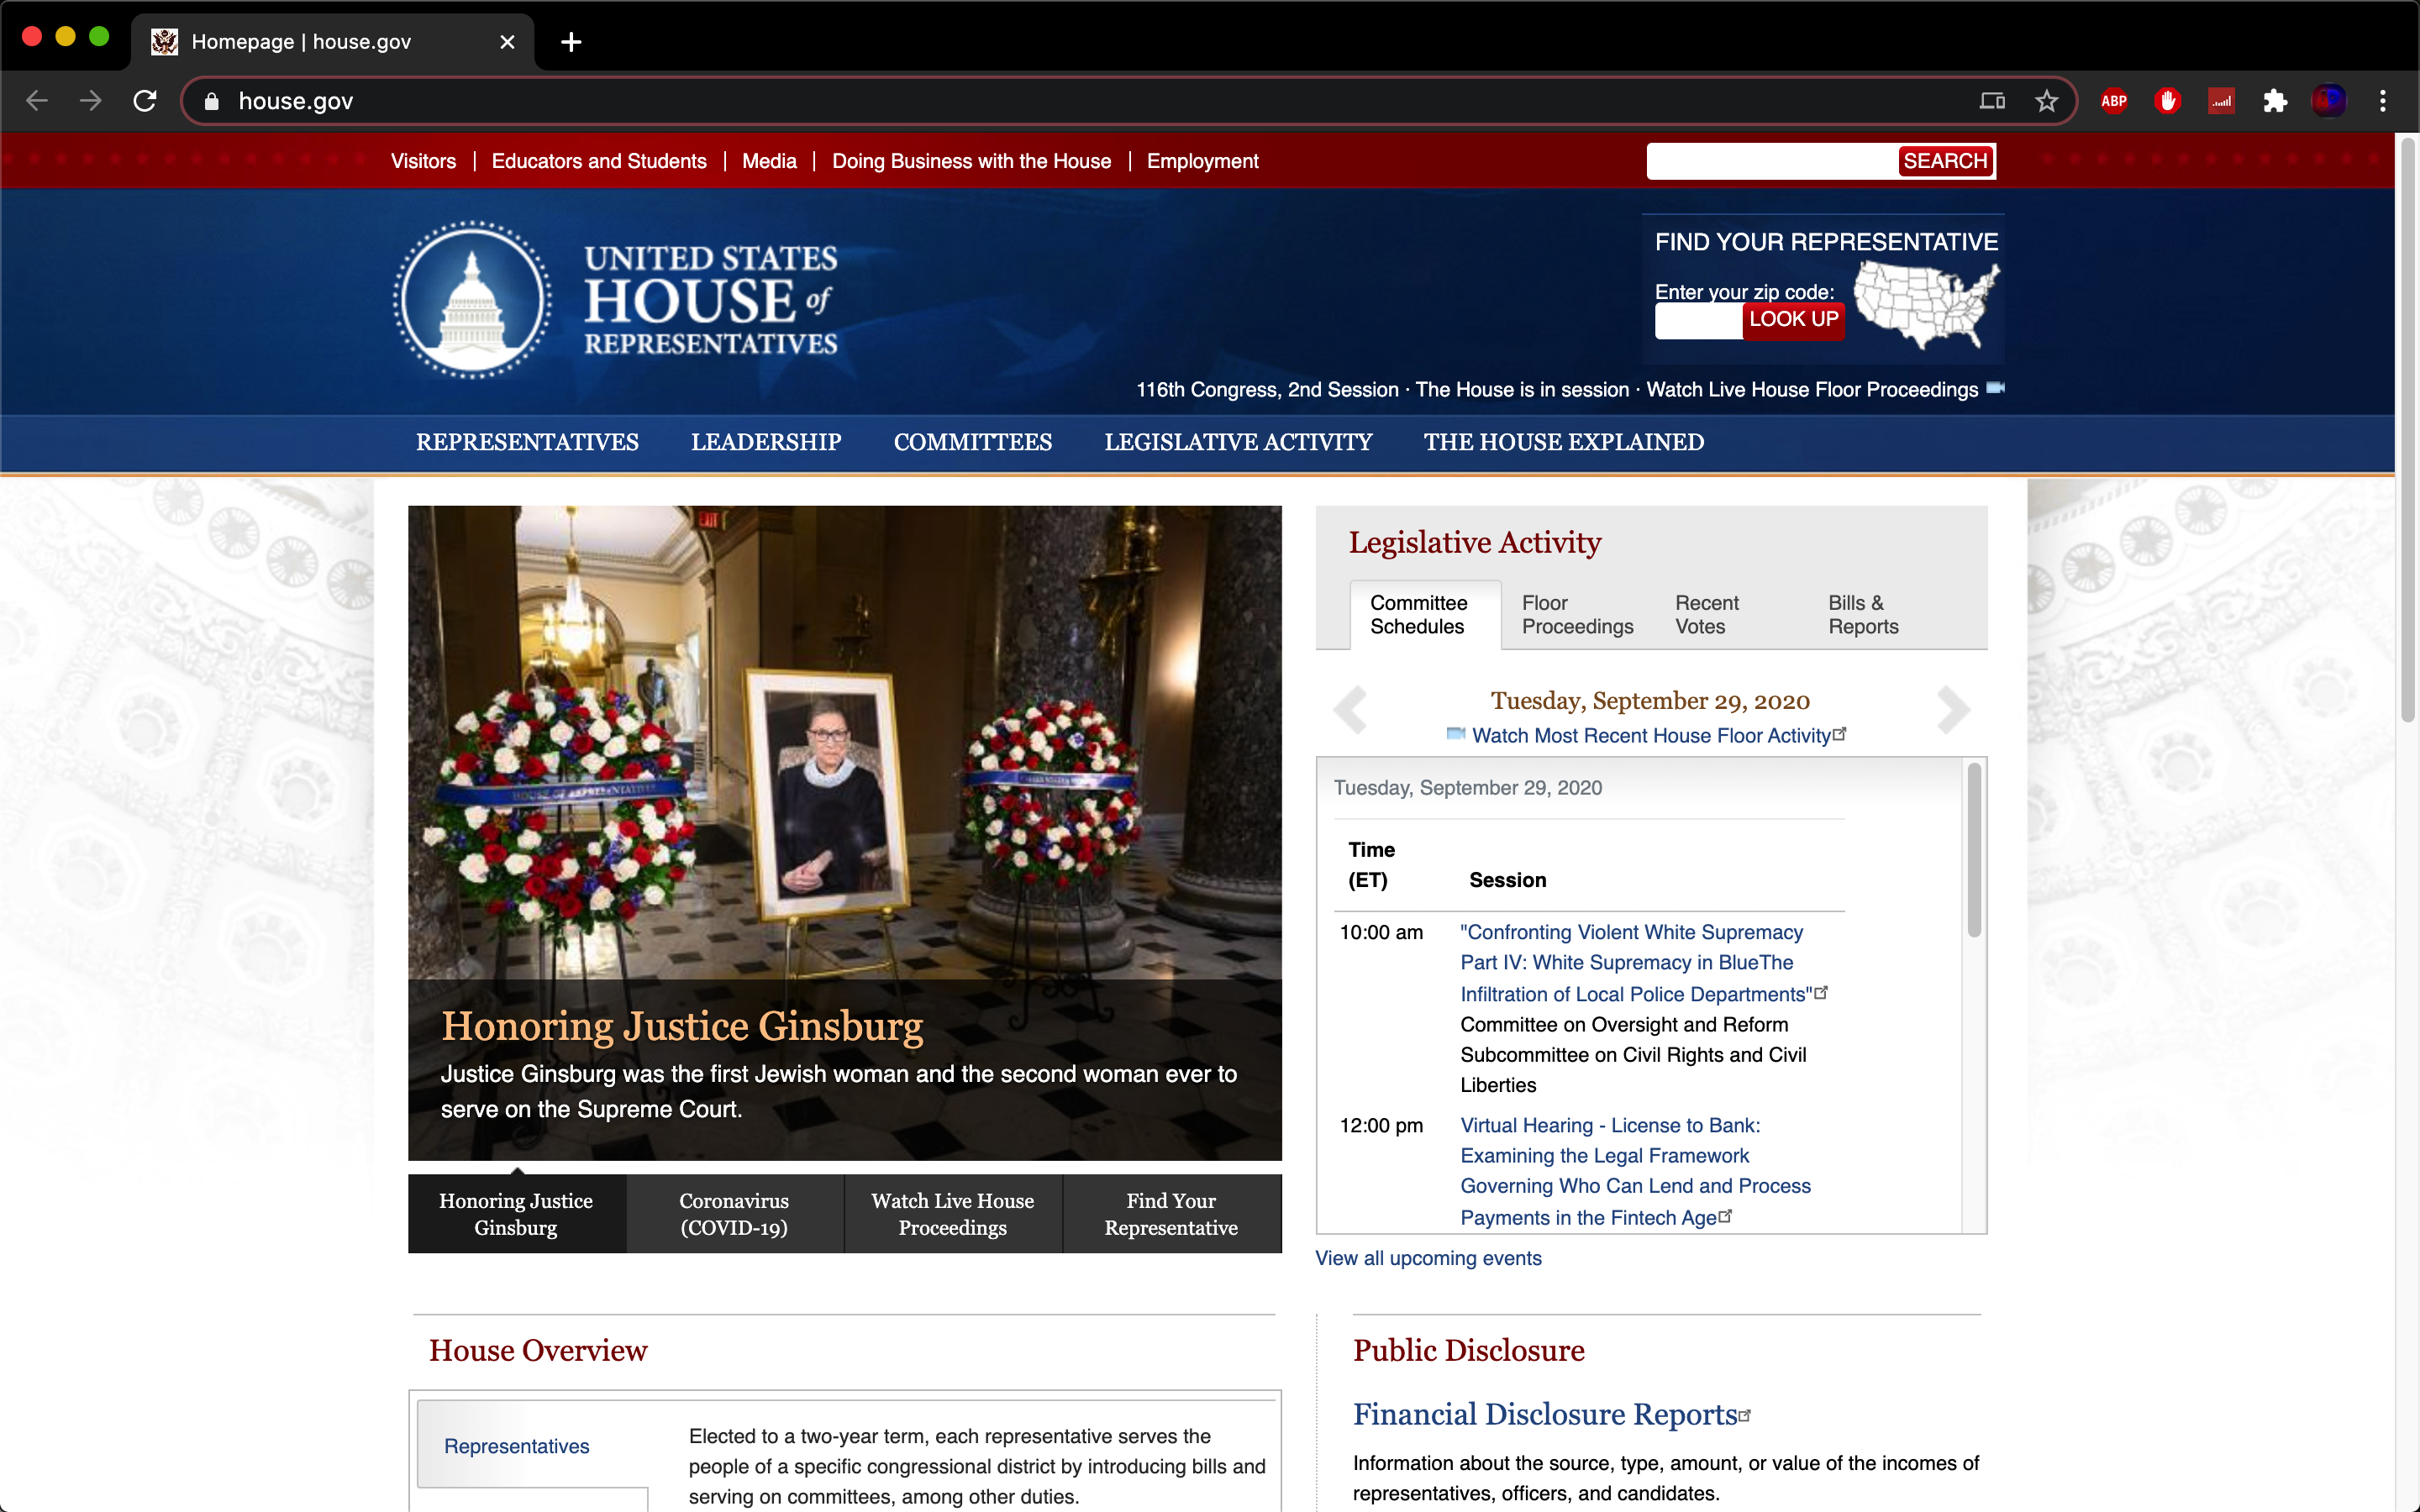 Homepage | house.gov
house.gov
ABP
Visitors | Educators and Students | Media | Doing Business with the House | Employment
SEARCH
UNITED STATES
HOUSE of
REPRESENTATIVES
FIND YOUR REPRESENTATIVE
Enter your zip code:
LOOK UP
116th Congress, 2nd Session · The House is in session · Watch Live House Floor Proceedings
REPRESENTATIVES LEADERSHIP COMMITTEES LEGISLATIVE ACTIVITY THE HOUSE EXPLAINED
EXIT
HOUSE OF REPRESENTATIVES
Honoring Justice Ginsburg
Justice Ginsburg was the first Jewish woman and the second woman ever to
serve on the Supreme Court.
Honoring Justice
Ginsburg
Coronavirus
(COVID-19)
Watch Live House
Proceedings
Find Your
Representative
Legislative Activity
Committee
Schedules
Floor
Proceedings
Recent
Votes
Bills &
Reports
Tuesday, September 29, 2020
Watch Most Recent House Floor Activity
Tuesday, September 29, 2020
Time
(ET)
Session
10:00 am
"Confronting Violent White Supremacy
Part IV: White Supremacy in BlueThe
Infiltration of Local Police Departments"
Committee on Oversight and Reform
Subcommittee on Civil Rights and Civil
Liberties
12:00 pm
Virtual Hearing - License to Bank:
Examining the Legal Framework
Governing Who Can Lend and Process
Payments in the Fintech Age
View all upcoming events
House Overview
Representatives
Elected to a two-year term, each representative serves the
people of a specific congressional district by introducing bills and
serving on committees, among other duties.
Public Disclosure
Financial Disclosure Reports
Information about the source, type, amount, or value of the incomes of
representatives, officers, and candidates.